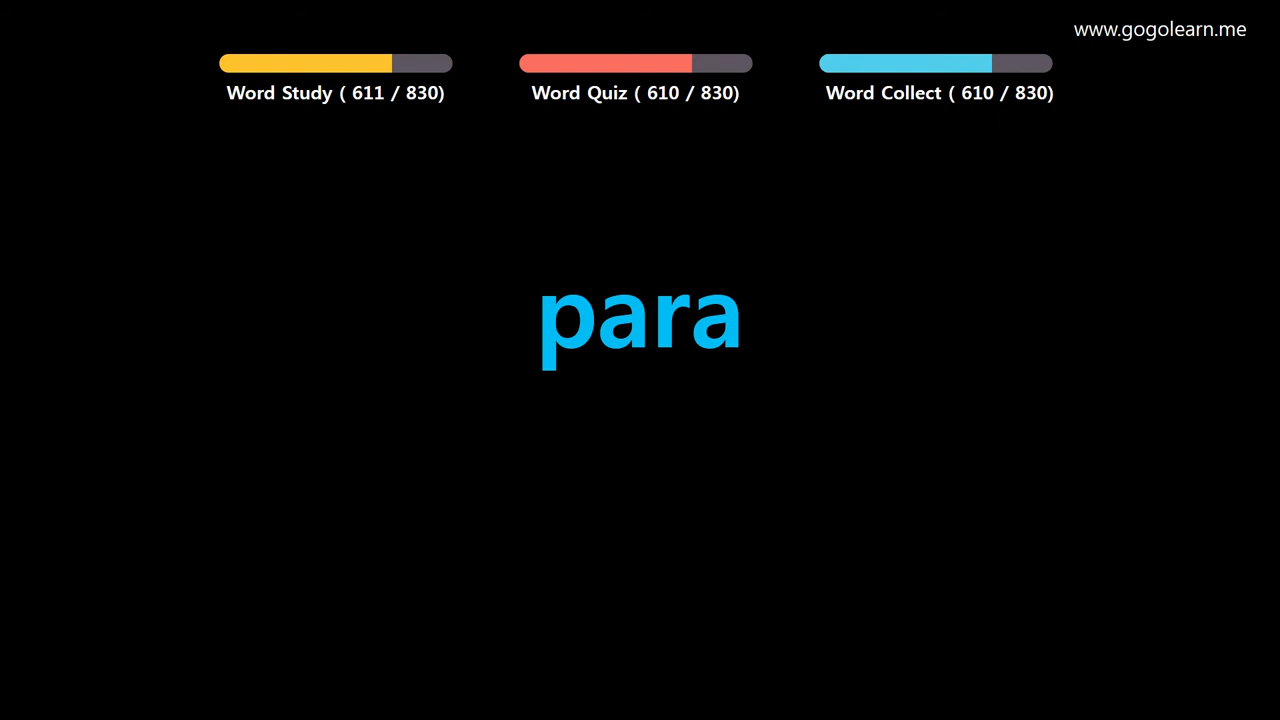 www.gogolearn.me
Word Study ( 611 / 830)
Word Quiz ( 610 / 830)
Word Collect ( 610 / 830)
para